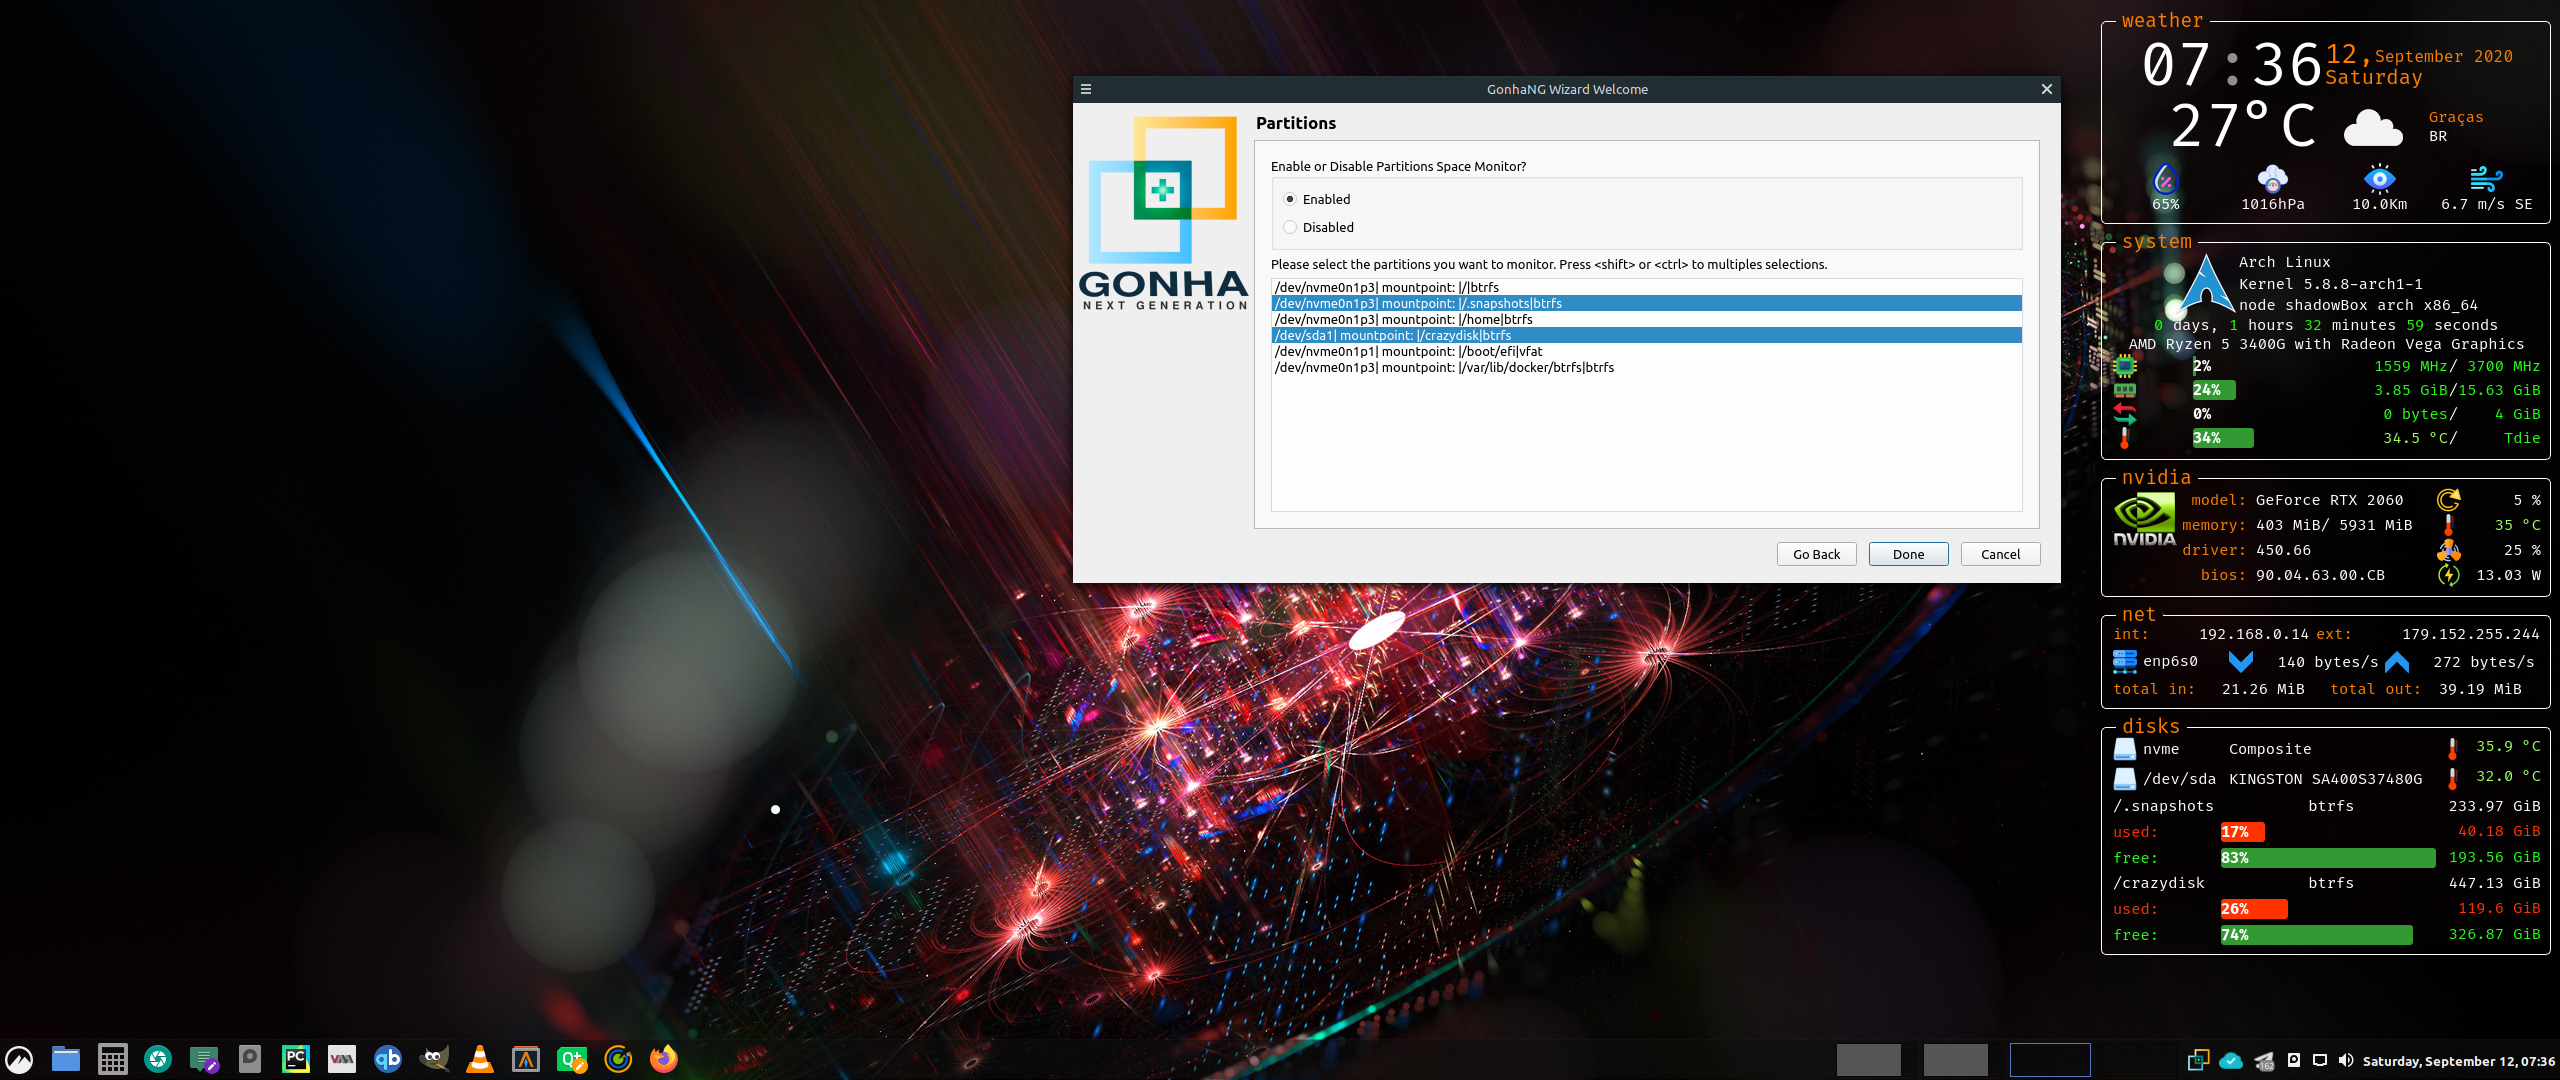 GonhaNG Wizard Welcome
Partitions
Enable or Disable Partitions Space Monitor?
Enabled
Disabled
Please select the partitions you want to monitor. Press <shift> or <ctrl> to multiples selections.
/dev/nvme0n1p3| mountpoint: |/|btrfs
/dev/nvme0n1p3| mountpoint: |/.snapshots|btrfs
/dev/nvme0n1p3| mountpoint: |/home|btrfs
/dev/sda1| mountpoint: |/crazydisk|btrfs
/dev/nvme0n1p1| mountpoint: |/boot/efi|vfat
/dev/nvme0n1p3| mountpoint: |/var/lib/docker/btrfs|btrfs
GONHA
NEXT GENERATION
Go Back Done Cancel
weather
07:36 12, September 2020
Saturday
27°C Graças
BR
65% 1016hPa 10.0Km 6.7 m/s SE
system
Arch Linux
Kernel 5.8.8-arch1-1
node shadowBox arch x86_64
0 days, 1 hours 32 minutes 59 seconds
AMD Ryzen 5 3400G with Radeon Vega Graphics
2% 1559 MHz/ 3700 MHz
24% 3.85 GiB/15.63 GiB
0% 0 bytes/ 4 GiB
34% 34.5 °C/ Tdie
nvidia
model: GeForce RTX 2060 5 %
memory: 403 MiB/ 5931 MiB 35 °C
NVIDIA
driver: 450.66 25 %
bios: 90.04.63.00.CB 13.03 W
net
int: 192.168.0.14 ext: 179.152.255.244
enp6s0 140 bytes/s 272 bytes/s
total in: 21.26 MiB total out: 39.19 MiB
disks
nvme Composite 35.9 °C
/dev/sda KINGSTON SA400S37480G 32.0 °C
/.snapshots btrfs 233.97 GiB
used: 17% 40.18 GiB
free: 83% 193.56 GiB
/crazydisk btrfs 447.13 GiB
used: 26% 119.6 GiB
free: 74% 326.87 GiB
PC
qb
Qt
162
Saturday, September 12, 07:36